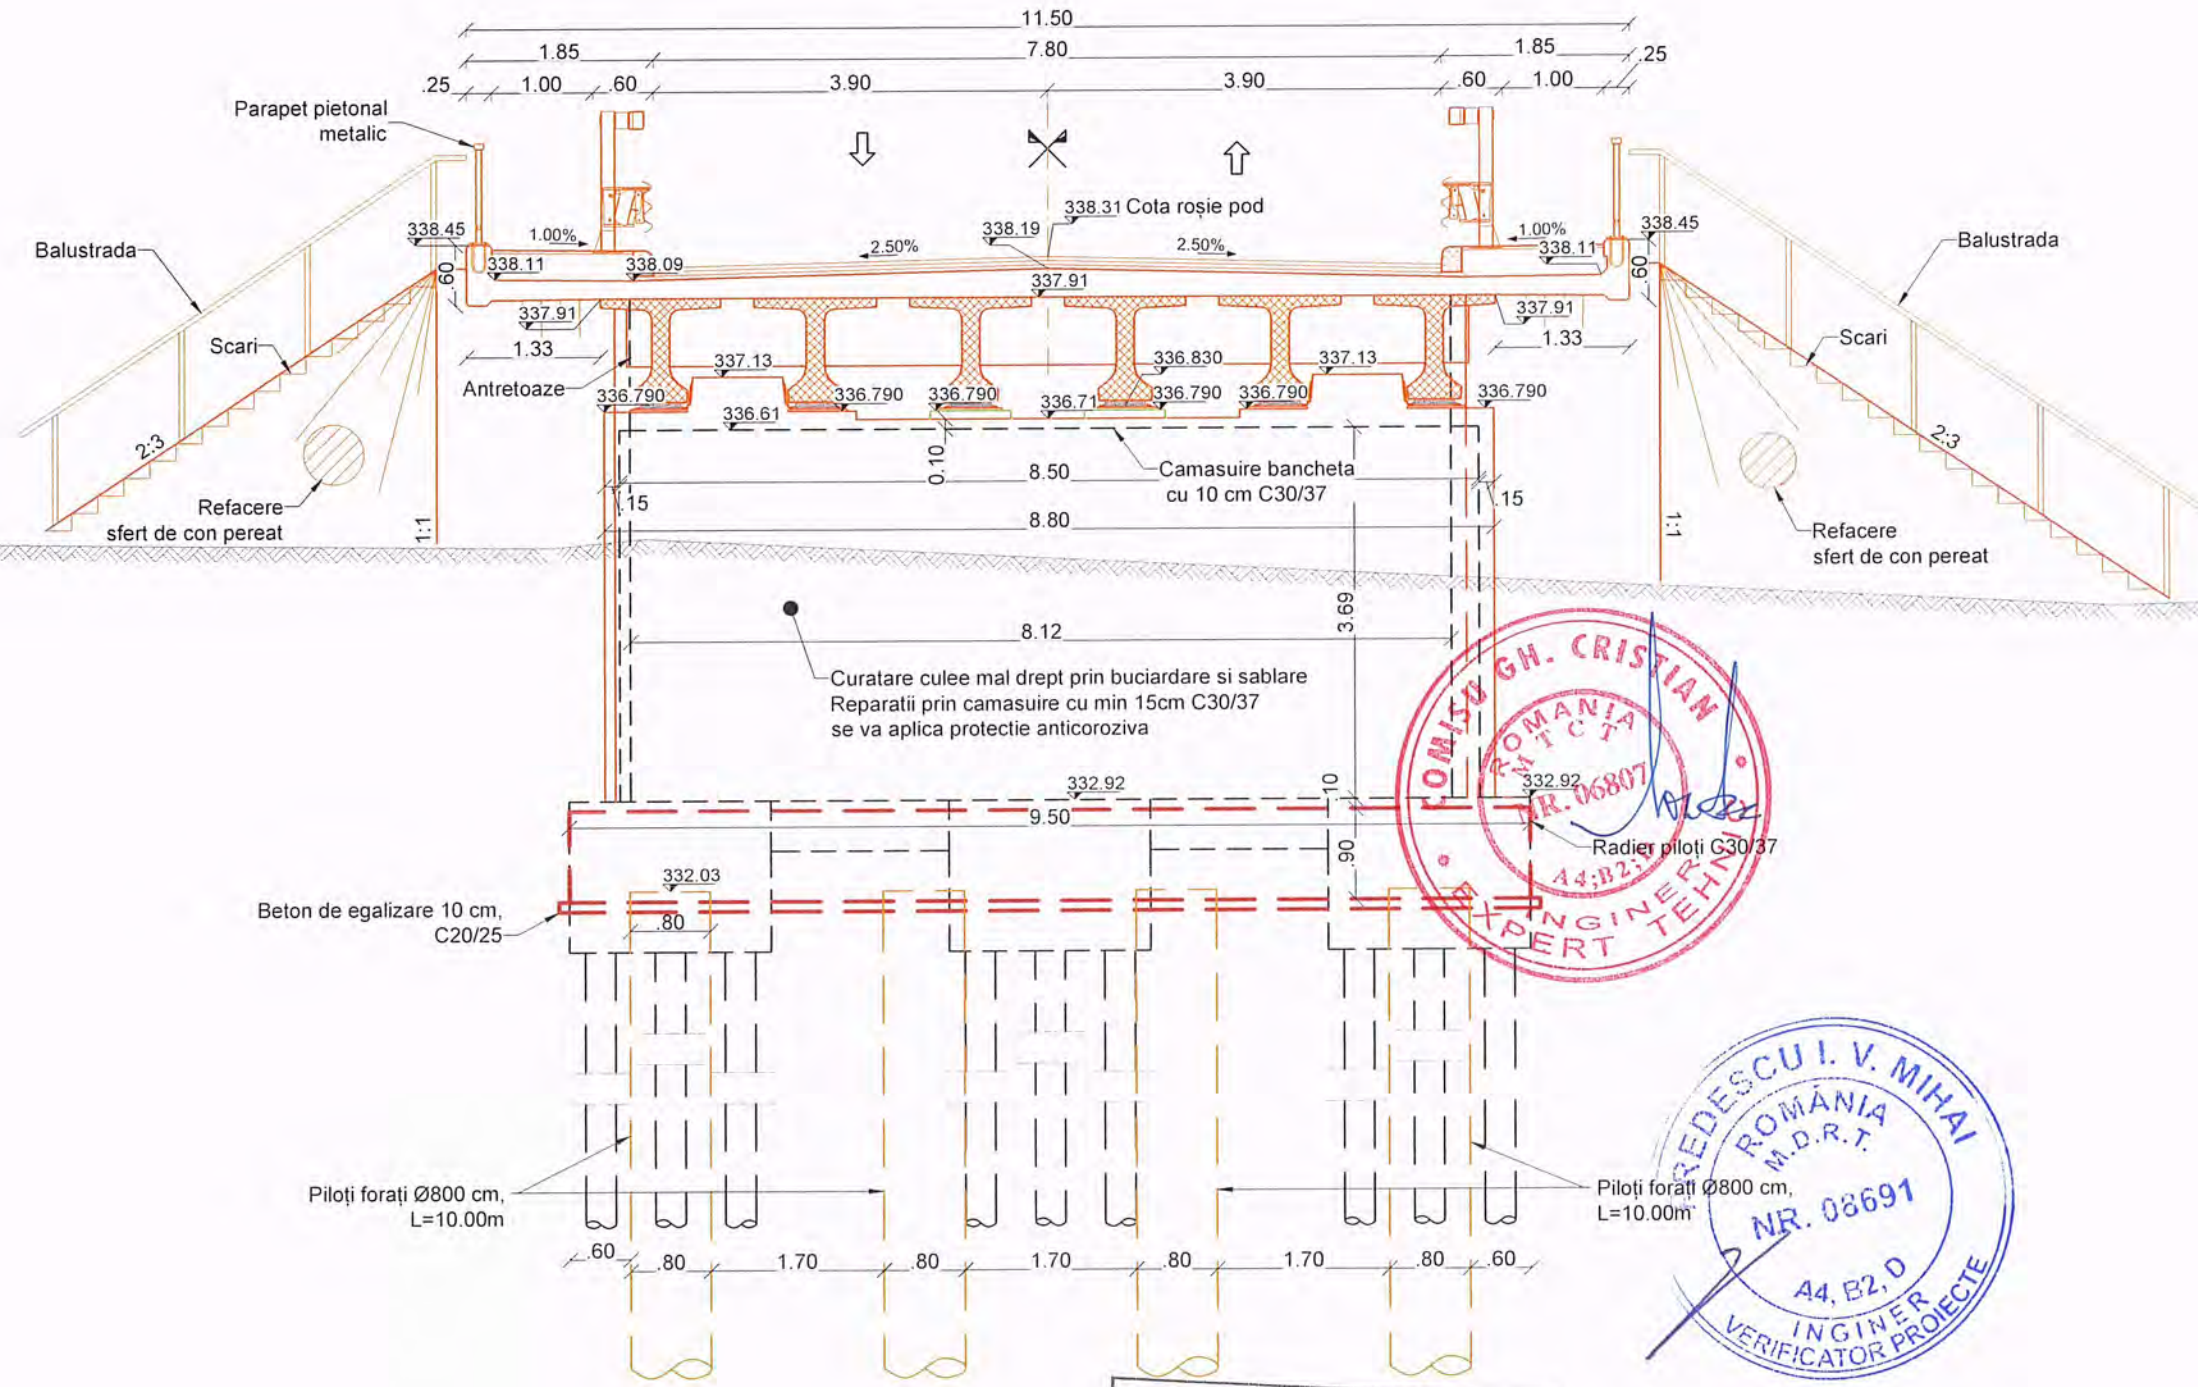 11.50
1.85 7.80 1.85 .25
.25 1.00 .60 3.90 3.90 .60 1.00
Parapet pietonal
metalic
338.31 Cota roșie pod
338.45 1.00% 338.19 1.00% 338.45
2.50% 2.50%
Balustrada 338.11 338.09 338.11 Balustrada
.60 337.91 .60
337.91 337.91
Scari 1.33 1.33 Scari
337.13 336.830 337.13
Antretoaze
336.790 336.790 336.790 336.790 336.790 336.790
336.61 336.71
2:3 2:3
0.10 8.50 Camasuire bancheta
cu 10 cm C30/37
.15 .15
Refacere
sfert de con pereat
1:1 8.80 1:1
Refacere
sfert de con pereat
3.69
8.12
Curatare culee mal drept prin buciardare si sablare
Reparatii prin camasuire cu min 15cm C30/37
se va aplica protectie anticoroziva
COMISU GH. CRISTIAN
ROMANIA
M T C T
NR. 06807
A4;B2;D
INGINER
EXPERT TEHNIC
332.92 .10 332.92
9.50
.90 Radier piloți C30/37
332.03
Beton de egalizare 10 cm,
C20/25
.80
Piloți forați Ø800 cm,
L=10.00m
Piloți forați Ø800 cm,
L=10.00m
.60 .80 1.70 .80 1.70 .80 1.70 .80 .60
PREDESCU I. V. MIHAI
ROMÂNIA
M.D.R.T.
NR. 08691
A4, B2, D
INGINER
VERIFICATOR PROIECTE